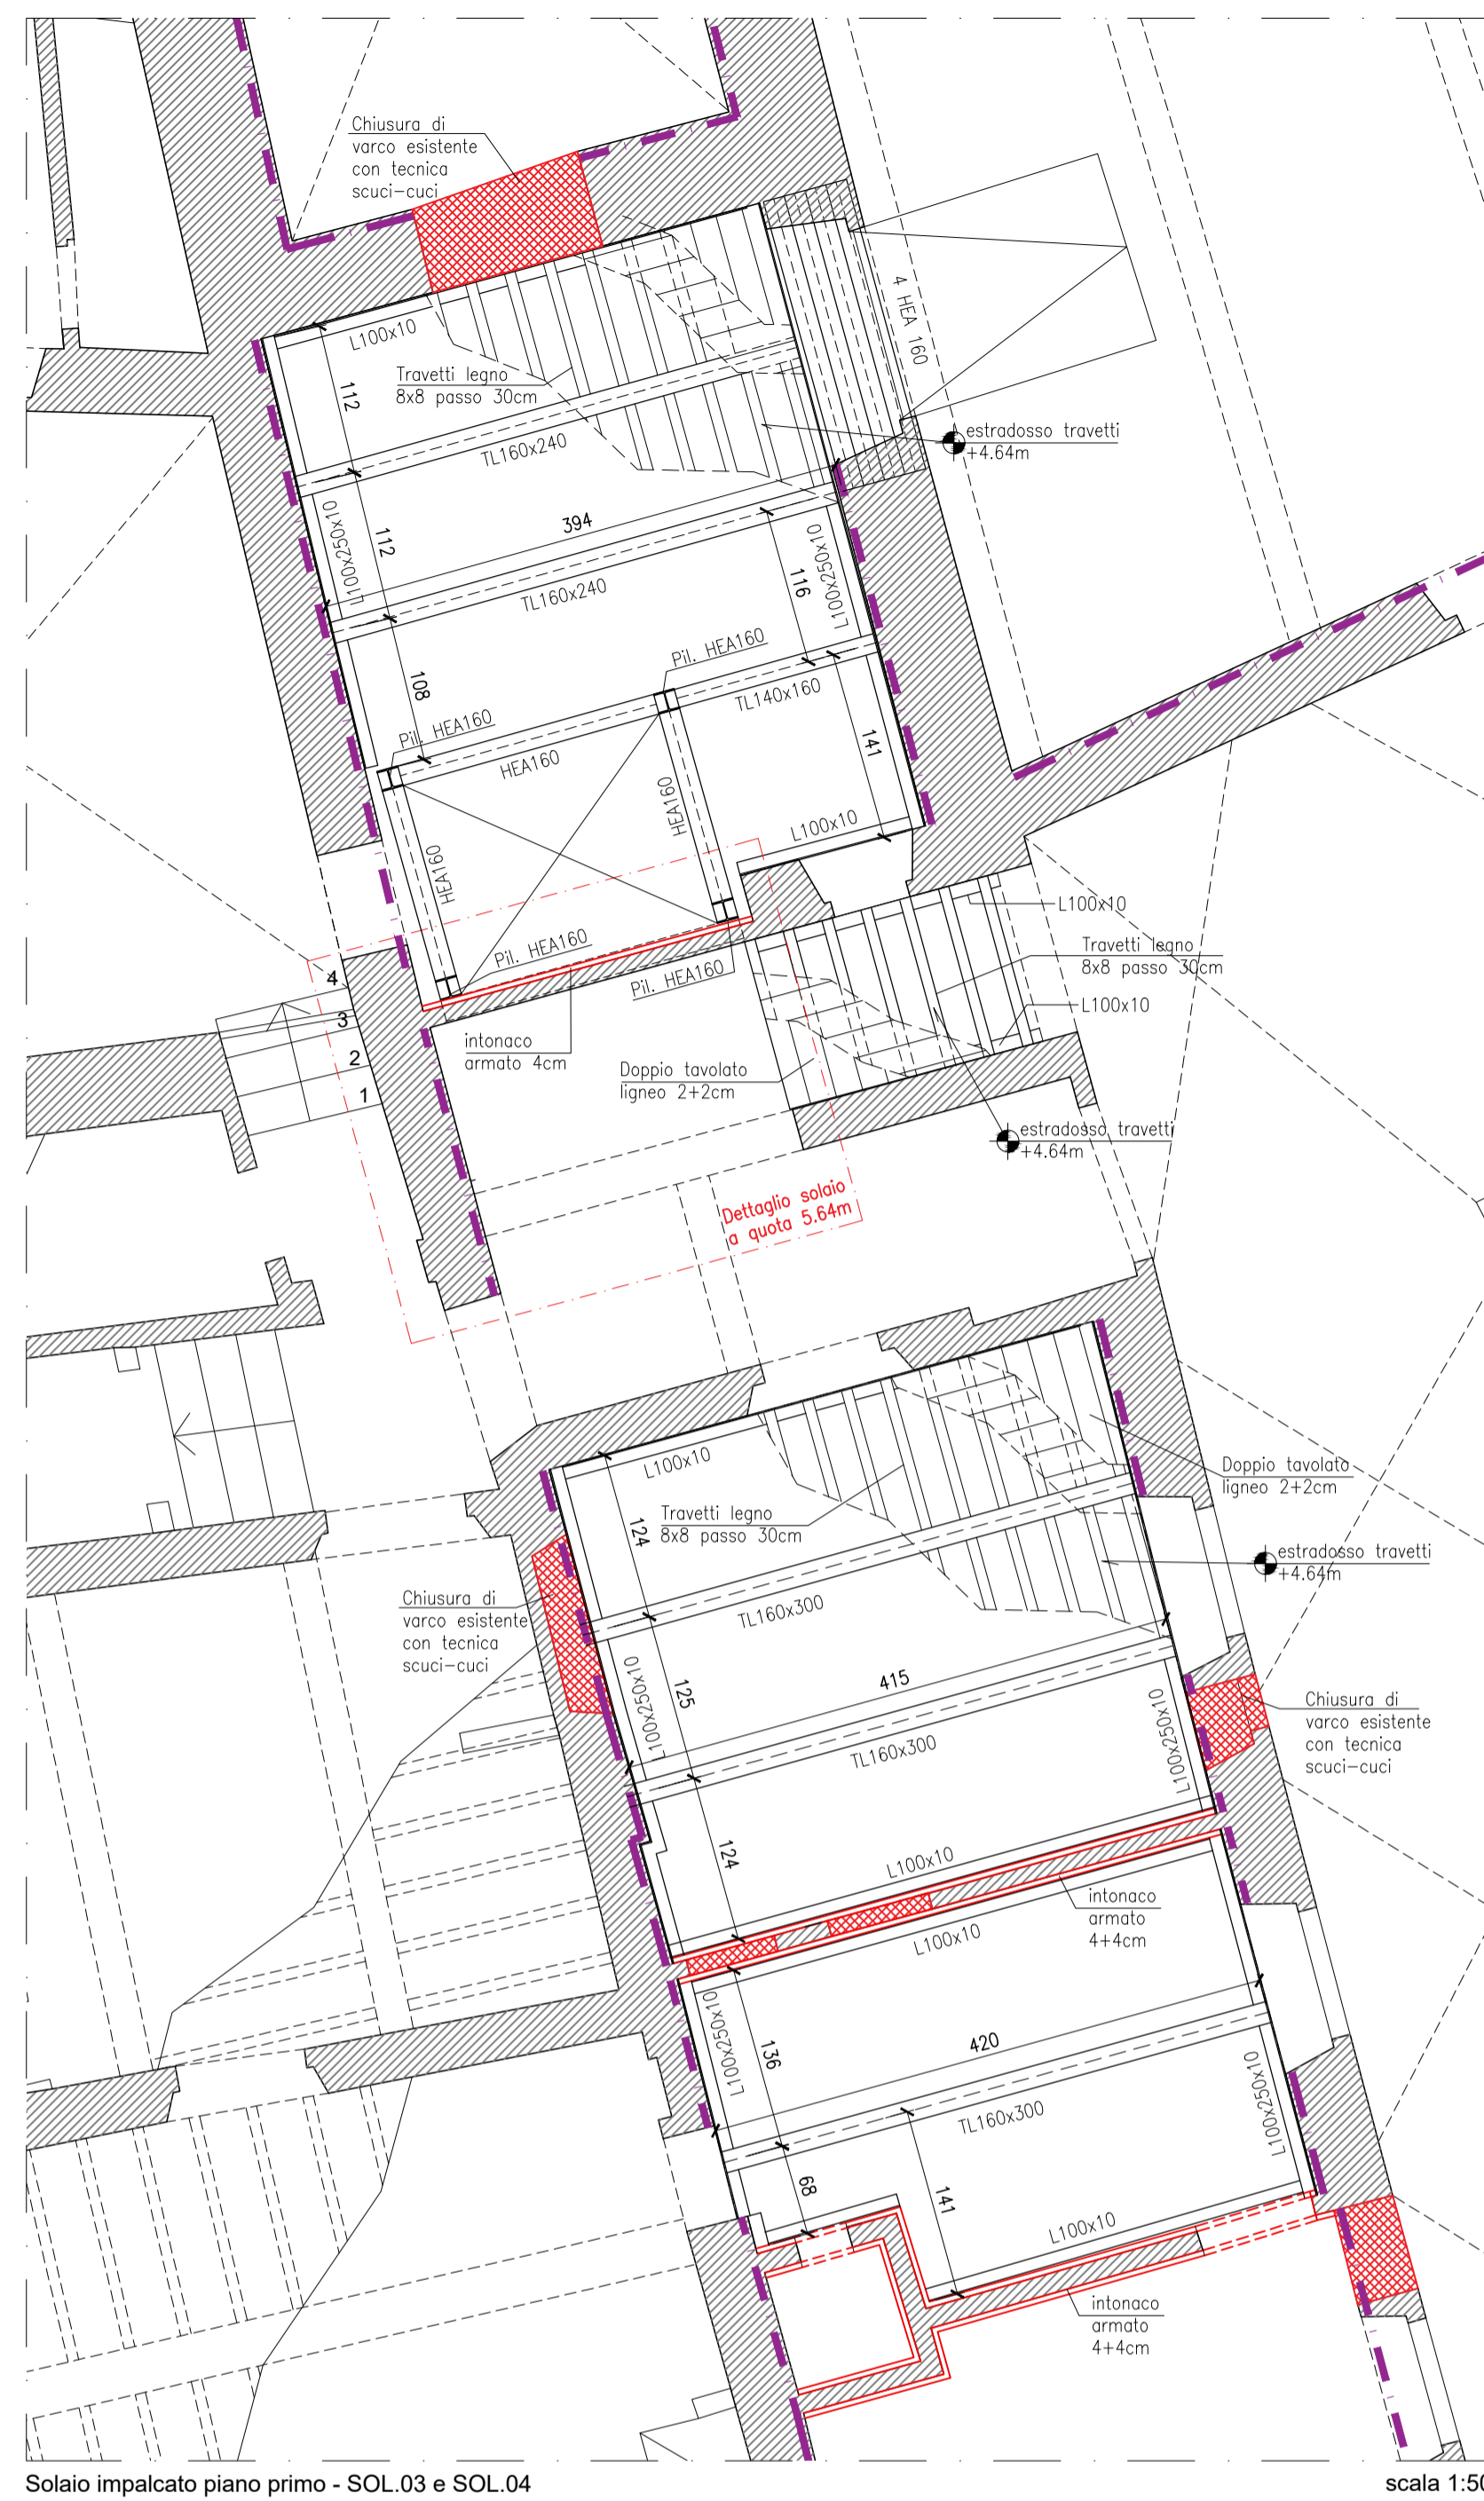 Chiusura di
varco esistente
con tecnica
scuci-cuci
L100x10
112
Travetti legno
8x8 passo 30cm
4 HEA 160
estradosso travetti
+4.64m
TL160x240
L100x250x10
112
394
L100x250x10
116
TL160x240
108
Pil. HEA160
TL140x160
Pil. HEA160
HEA160
141
HEA160
L100x10
HEA160
L100x10
Travetti legno
8x8 passo 30cm
L100x10
Pil. HEA160
Pil. HEA160
4
3
2
1
intonaco
armato 4cm
Doppio tavolato
ligneo 2+2cm
estradosso travetti
+4.64m
Dettaglio solaio
a quota 5.64m
L100x10
Doppio tavolato
ligneo 2+2cm
124
Travetti legno
8x8 passo 30cm
estradosso travetti
+4.64m
Chiusura di
varco esistente
con tecnica
scuci-cuci
TL160x300
L100x250x10
125
415
L100x250x10
Chiusura di
varco esistente
con tecnica
scuci-cuci
TL160x300
124
L100x10
intonaco
armato
4+4cm
L100x10
L100x250x10
136
420
L100x250x10
TL160x300
68
141
L100x10
intonaco
armato
4+4cm
Solaio impalcato piano primo - SOL.03 e SOL.04
scala 1:50